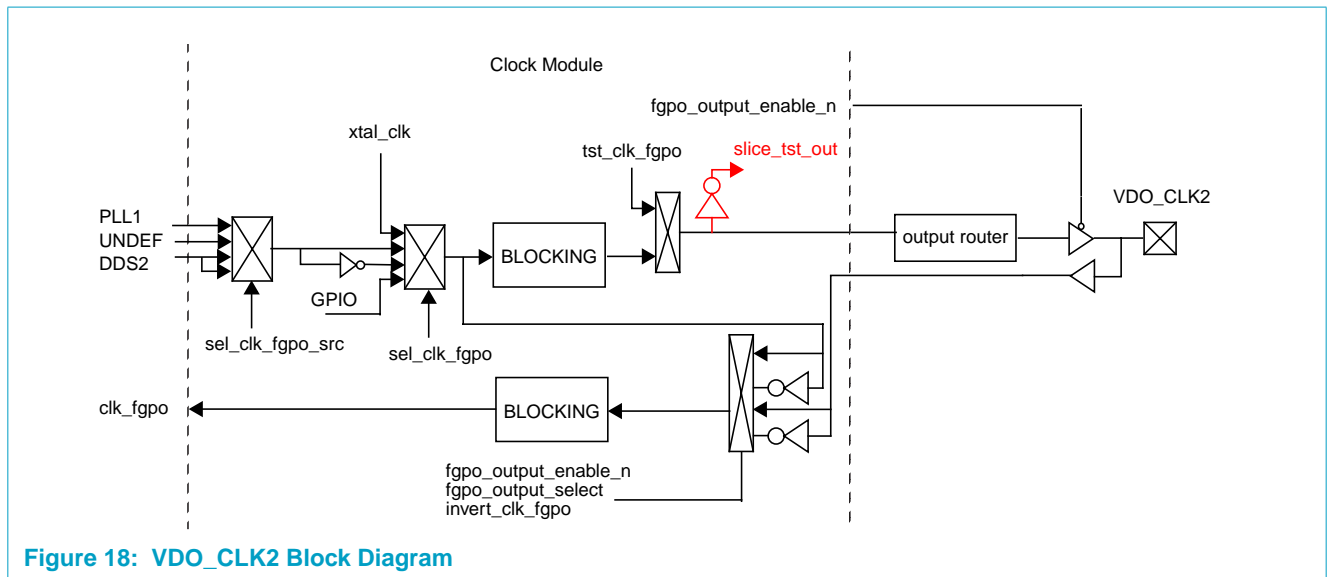 Clock Module
fgpo_output_enable_n
xtal_clk
tst_clk_fgpo
slice_tst_out
VDO_CLK2
PLL1
UNDEF
DDS2
BLOCKING
output router
GPIO
sel_clk_fgpo_src
sel_clk_fgpo
clk_fgpo
BLOCKING
fgpo_output_enable_n
fgpo_output_select
invert_clk_fgpo
Figure 18: VDO_CLK2 Block Diagram